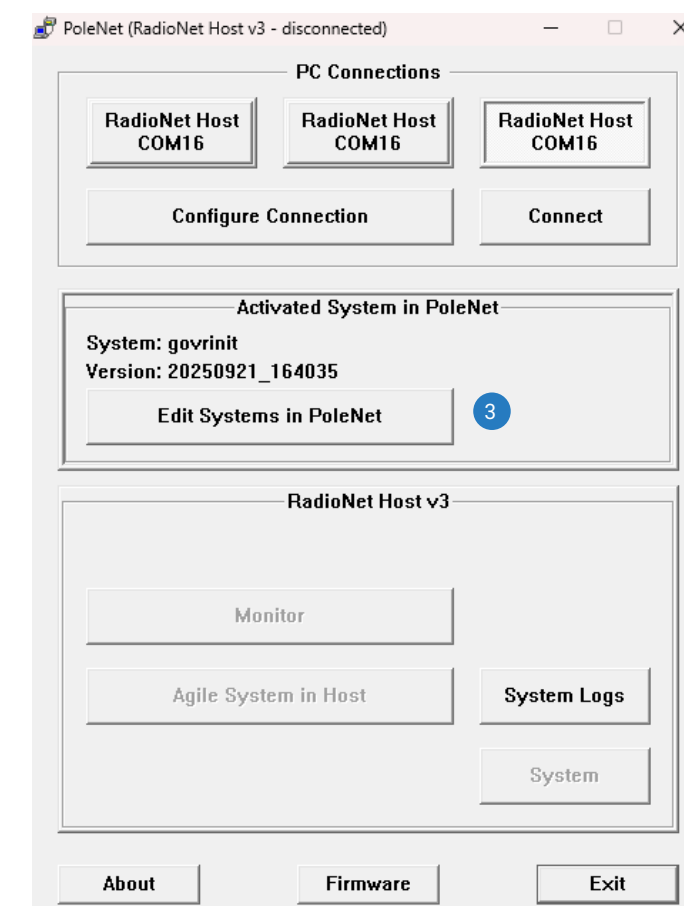 PoleNet (RadioNet Host v3 - disconnected)
PC Connections
RadioNet Host
COM16
RadioNet Host
COM16
RadioNet Host
COM16
Configure Connection
Connect
Activated System in PoleNet
System: govrinit
Version: 20250921_164035
Edit Systems in PoleNet
3
RadioNet Host v3
Monitor
Agile System in Host
System Logs
System
About
Firmware
Exit